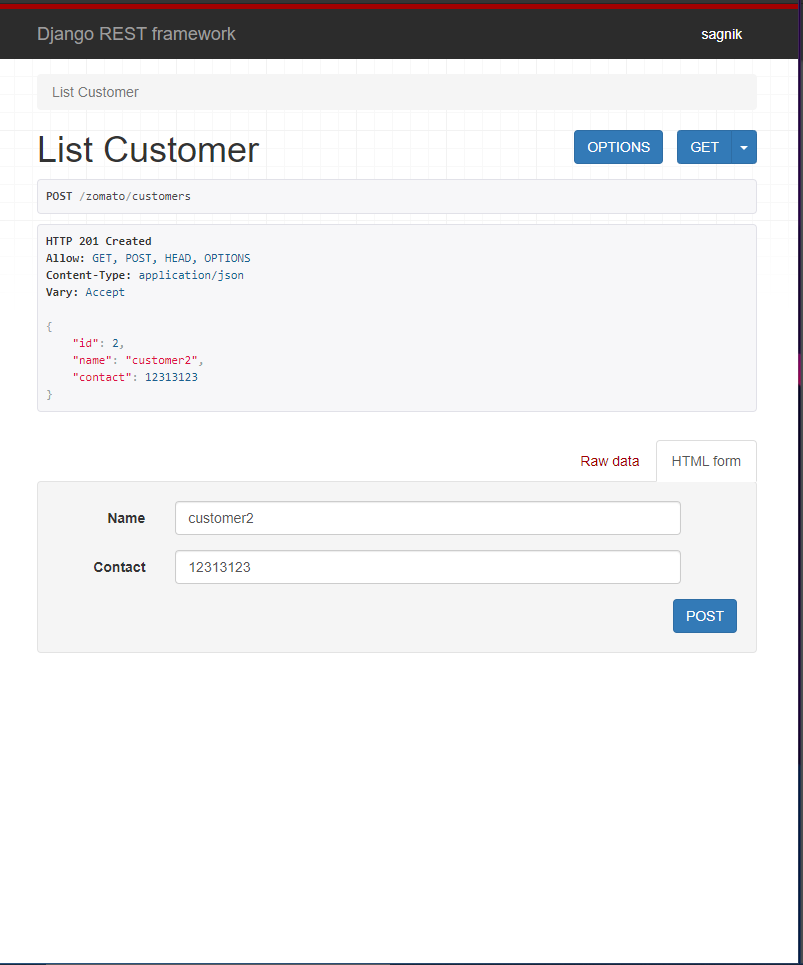 Django REST framework
sagnik
List Customer
List Customer
OPTIONS
GET
POST /zomato/customers
HTTP 201 Created
Allow: GET, POST, HEAD, OPTIONS
Content-Type: application/json
Vary: Accept
{
    "id": 2,
    "name": "customer2",
    "contact": 12313123
}
Raw data
HTML form
Name
customer2
Contact
12313123
POST